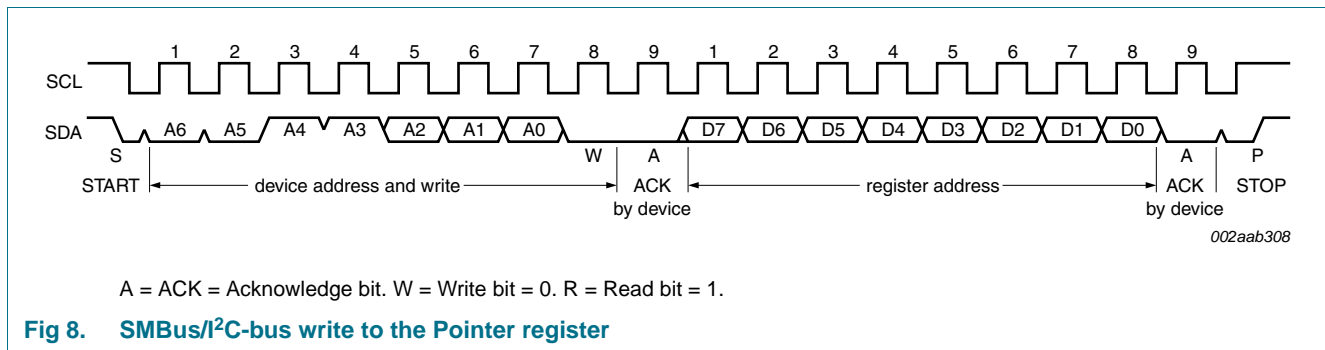 1 2 3 4 5 6 7 8 9 1 2 3 4 5 6 7 8 9
SCL
SDA A6 A5 A4 A3 A2 A1 A0 D7 D6 D5 D4 D3 D2 D1 D0
S W A A P
START device address and write ACK register address ACK STOP
by device by device
002aab308
A = ACK = Acknowledge bit. W = Write bit = 0. R = Read bit = 1.
Fig 8. SMBus/I²C-bus write to the Pointer register